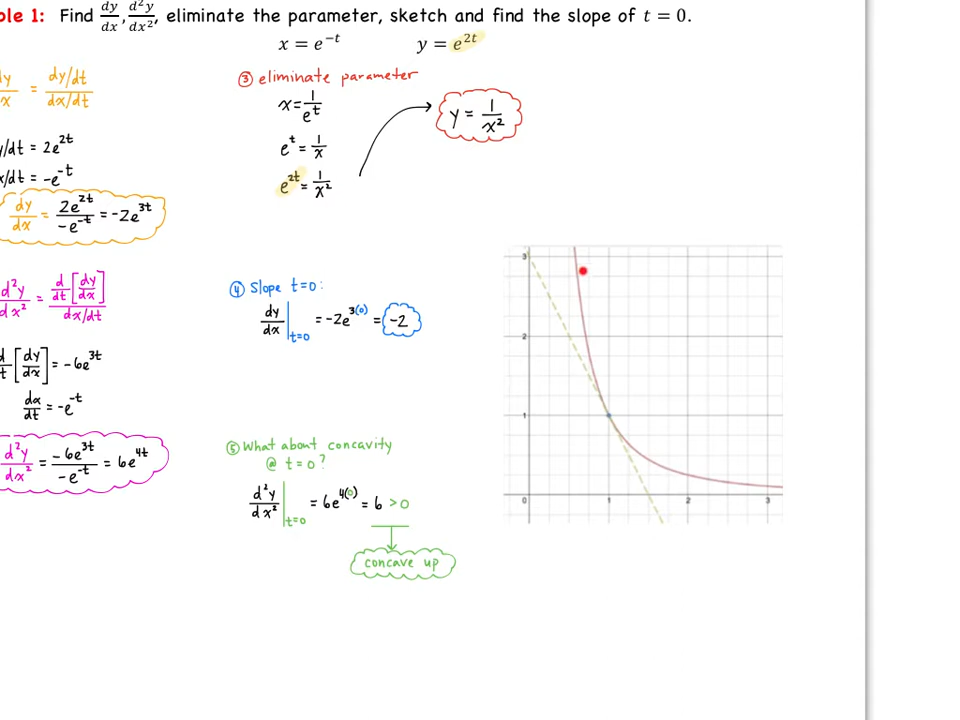 ple 1: Find dy/dx, d²y/dx², eliminate the parameter, sketch and find the slope of t = 0.
x = e^{-t} y = e^{2t}
dy/x = dy/dt / dx/dt
y/dt = 2e^{2t}
x/dt = -e^{-t}
dy/dx = 2e^{2t} / -e^{-t} = -2e^{3t}
d²y/dx² = d/dt [dy/dx] / dx/dt
d/t [dy/dx] = -6e^{3t}
dx/dt = -e^{-t}
d²y/dx² = -6e^{3t} / -e^{-t} = 6e^{4t}
③ eliminate parameter
x = 1/e^t
e^t = 1/x
e^{2t} = 1/x²
y = 1/x²
④ Slope t=0:
dy/dx |t=0 = -2e^{3(0)} = -2
⑤ What about concavity
@ t=0?
d²y/dx² |t=0 = 6e^{4(0)} = 6 >0
concave up
3
2
1
0 1 2 3